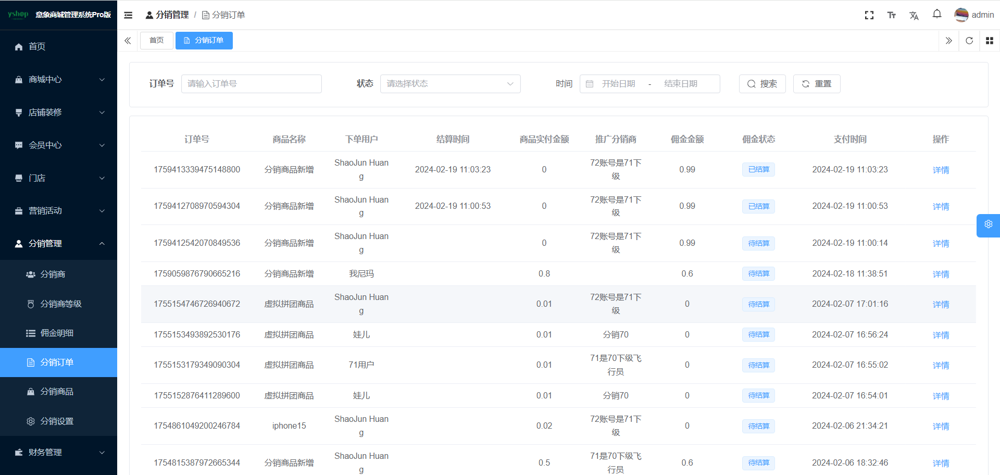 yshop 意象商城管理系统Pro版
分销管理 / 分销订单
admin
首页
分销订单
首页
商城中心
店铺装修
会员中心
门店
营销活动
分销管理
分销商
分销商等级
佣金明细
分销订单
分销商品
分销设置
财务管理
订单号 请输入订单号 状态 请选择状态 时间 开始日期 - 结束日期 搜索 重置
订单号 商品名称 下单用户 结算时间 商品实付金额 推广分销商 佣金金额 佣金状态 支付时间 操作
1759413339475148800 分销商品新增 ShaoJun Huang 2024-02-19 11:03:23 0 72账号是71下级 0.99 已结算 2024-02-19 11:03:23 详情
1759412708970594304 分销商品新增 ShaoJun Huang 2024-02-19 11:00:53 0 72账号是71下级 0.99 已结算 2024-02-19 11:00:53 详情
1759412542070849536 分销商品新增 ShaoJun Huang 0 72账号是71下级 0.99 待结算 2024-02-19 11:00:14 详情
1759059876790665216 分销商品新增 我尼玛 0.8 0.6 待结算 2024-02-18 11:38:51 详情
1755154746726940672 虚拟拼团商品 ShaoJun Huang 0.01 72账号是71下级 0 待结算 2024-02-07 17:01:16 详情
1755153493892530176 虚拟拼团商品 娃儿 0.01 分销70 0 待结算 2024-02-07 16:56:24 详情
1755153179349090304 虚拟拼团商品 71用户 0.01 71是70下级飞行员 0 待结算 2024-02-07 16:55:02 详情
1755152876411289600 虚拟拼团商品 娃儿 0.01 分销70 0 待结算 2024-02-07 16:54:01 详情
1754861049200246784 iphone15 ShaoJun Huang 0.02 72账号是71下级 0 待结算 2024-02-06 21:34:21 详情
1754815387972665344 分销商品新增 ShaoJun Huang 0.5 71是70下级飞行员 0.6 待结算 2024-02-06 18:32:46 详情